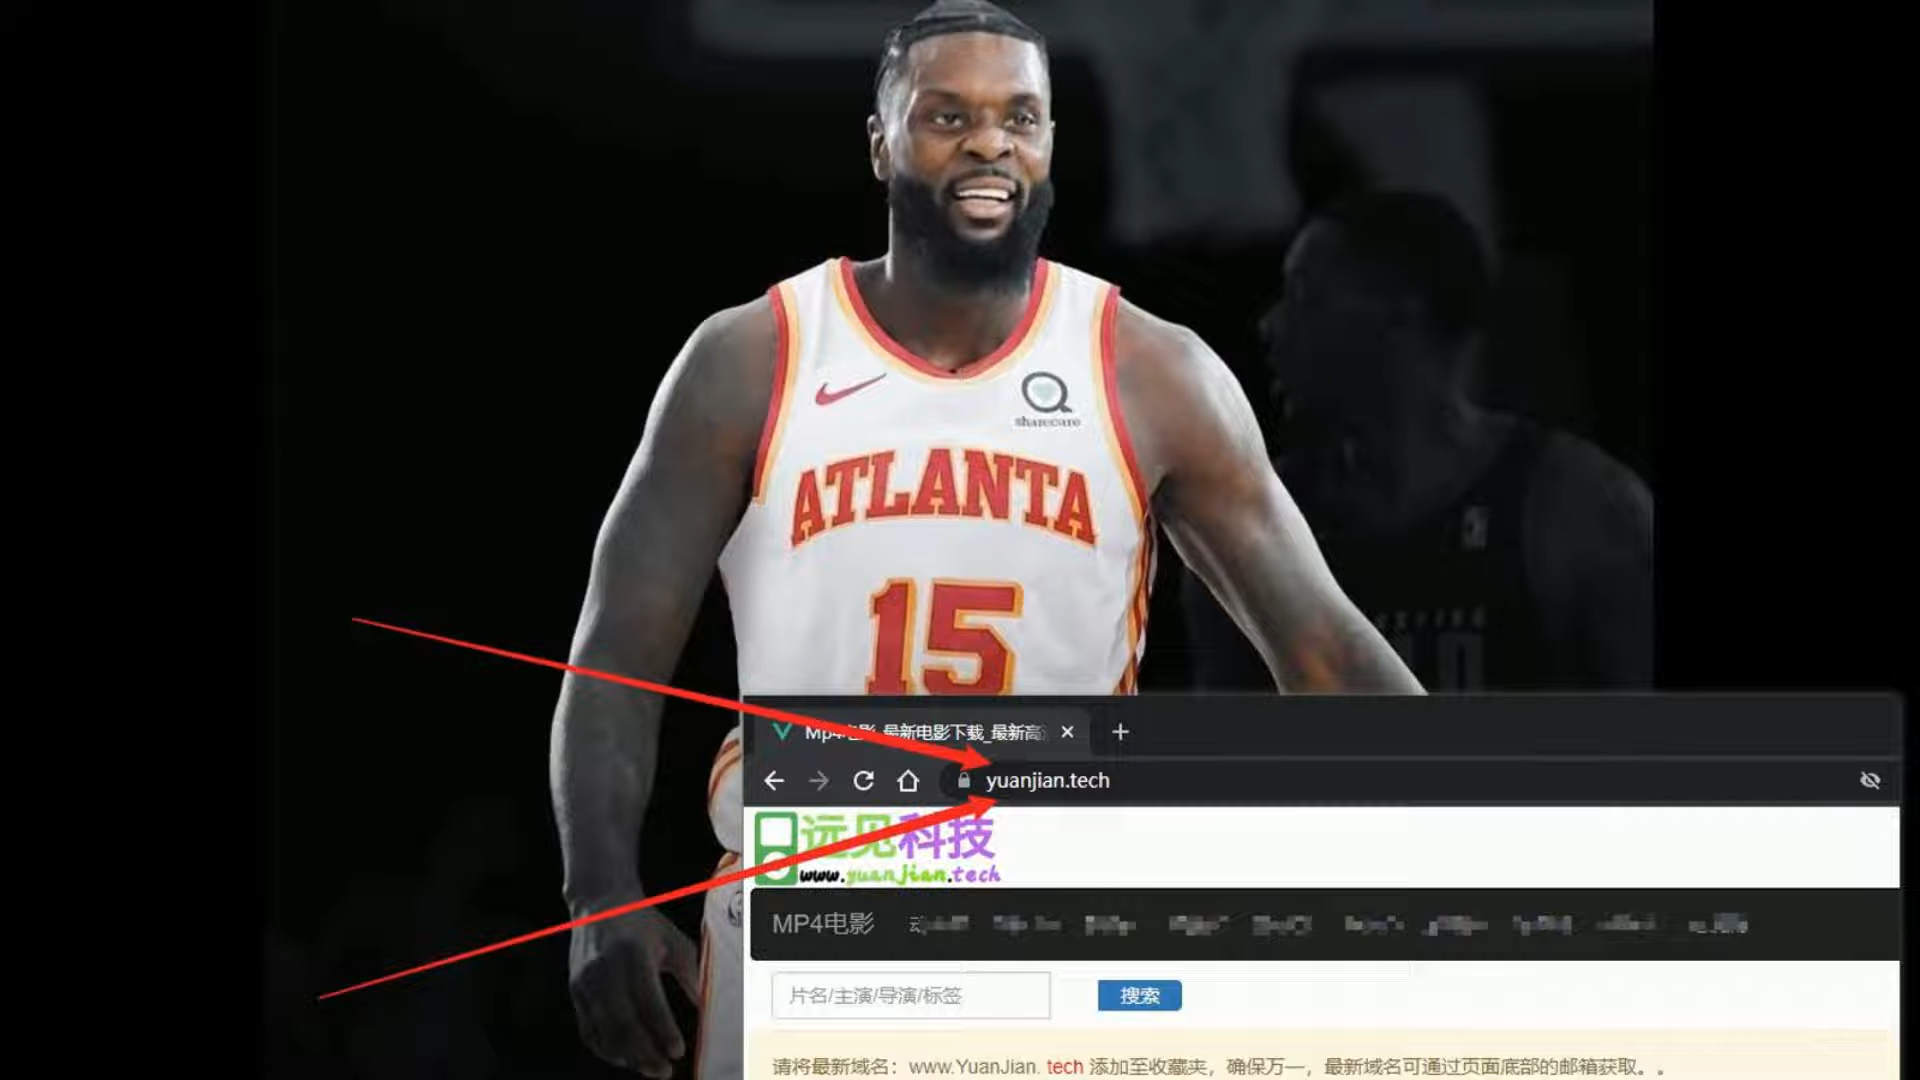 sharecare
ATLANTA
15
Mp4电影_最新电影下载_最新高
yuanjian.tech
远见科技
www.yuanjian.tech
MP4电影
片名/主演/导演/标签
搜索
请将最新域名：www.YuanJian. tech 添加至收藏夹，确保万一，最新域名可通过页面底部的邮箱获取。。